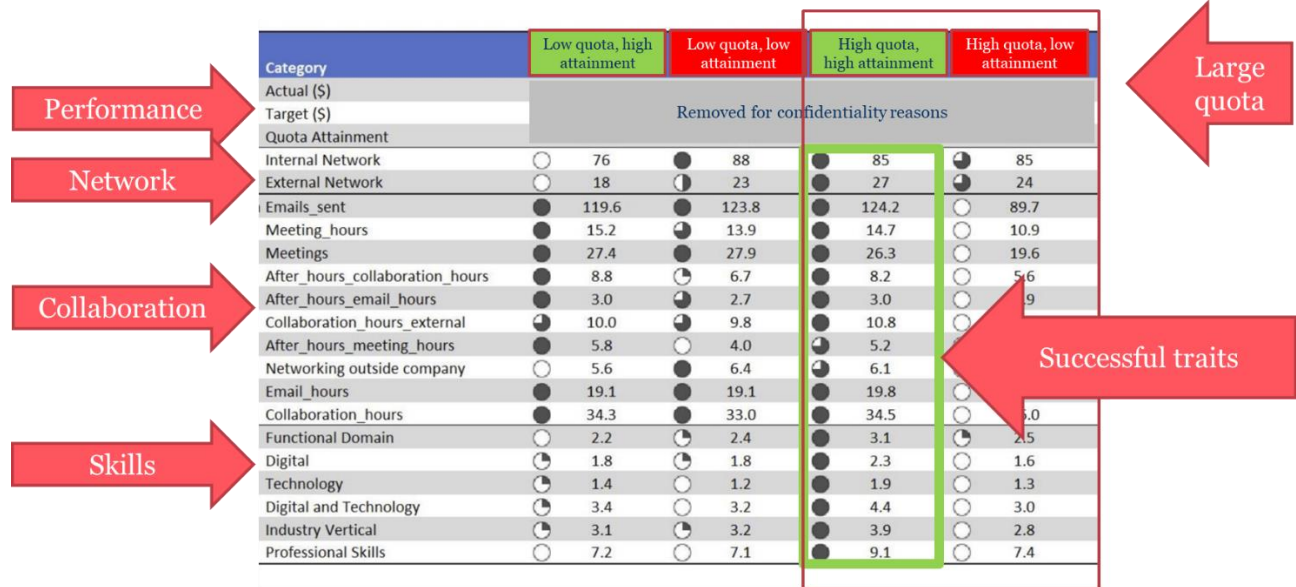 Low quota, high attainment Low quota, low attainment High quota, high attainment High quota, low attainment
Large quota
Category
Actual ($)
Performance
Target ($)
Removed for confidentiality reasons
Quota Attainment
Internal Network 76 88 85 85
Network
External Network 18 23 27 24
Emails_sent 119.6 123.8 124.2 89.7
Meeting_hours 15.2 13.9 14.7 10.9
Meetings 27.4 27.9 26.3 19.6
After_hours_collaboration_hours 8.8 6.7 8.2 5.6
Collaboration
After_hours_email_hours 3.0 2.7 3.0 .9
Collaboration_hours_external 10.0 9.8 10.8
After_hours_meeting_hours 5.8 4.0 5.2
Successful traits
Networking outside company 5.6 6.4 6.1
Email_hours 19.1 19.1 19.8
Collaboration_hours 34.3 33.0 34.5 .0
Functional Domain 2.2 2.4 3.1 2.5
Skills
Digital 1.8 1.8 2.3 1.6
Technology 1.4 1.2 1.9 1.3
Digital and Technology 3.4 3.2 4.4 3.0
Industry Vertical 3.1 3.2 3.9 2.8
Professional Skills 7.2 7.1 9.1 7.4